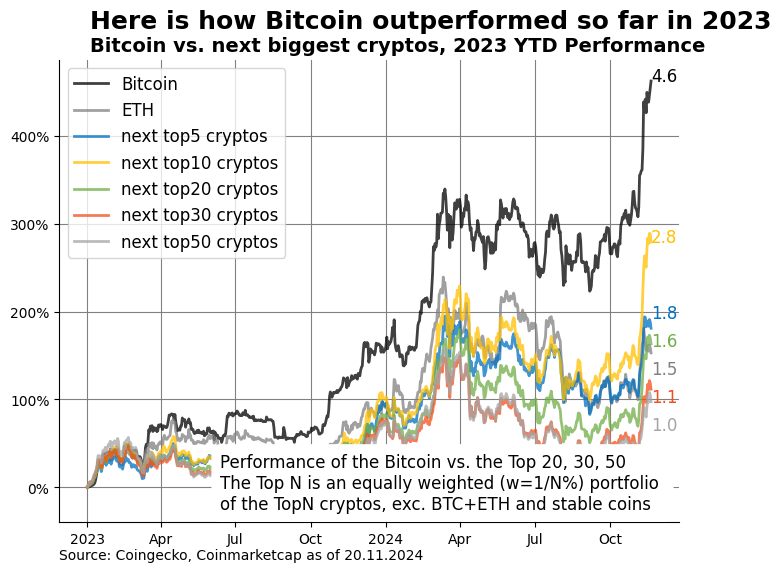 Here is how Bitcoin outperformed so far in 2023
Bitcoin vs. next biggest cryptos, 2023 YTD Performance
Bitcoin
ETH
next top5 cryptos
next top10 cryptos
next top20 cryptos
next top30 cryptos
next top50 cryptos
400%
300%
200%
100%
0%
4.6
2.8
1.8
1.6
1.5
1.1
1.0
Performance of the Bitcoin vs. the Top 20, 30, 50
The Top N is an equally weighted (w=1/N%) portfolio
of the TopN cryptos, exc. BTC+ETH and stable coins
2023 Apr Jul Oct 2024 Apr Jul Oct
Source: Coingecko, Coinmarketcap as of 20.11.2024